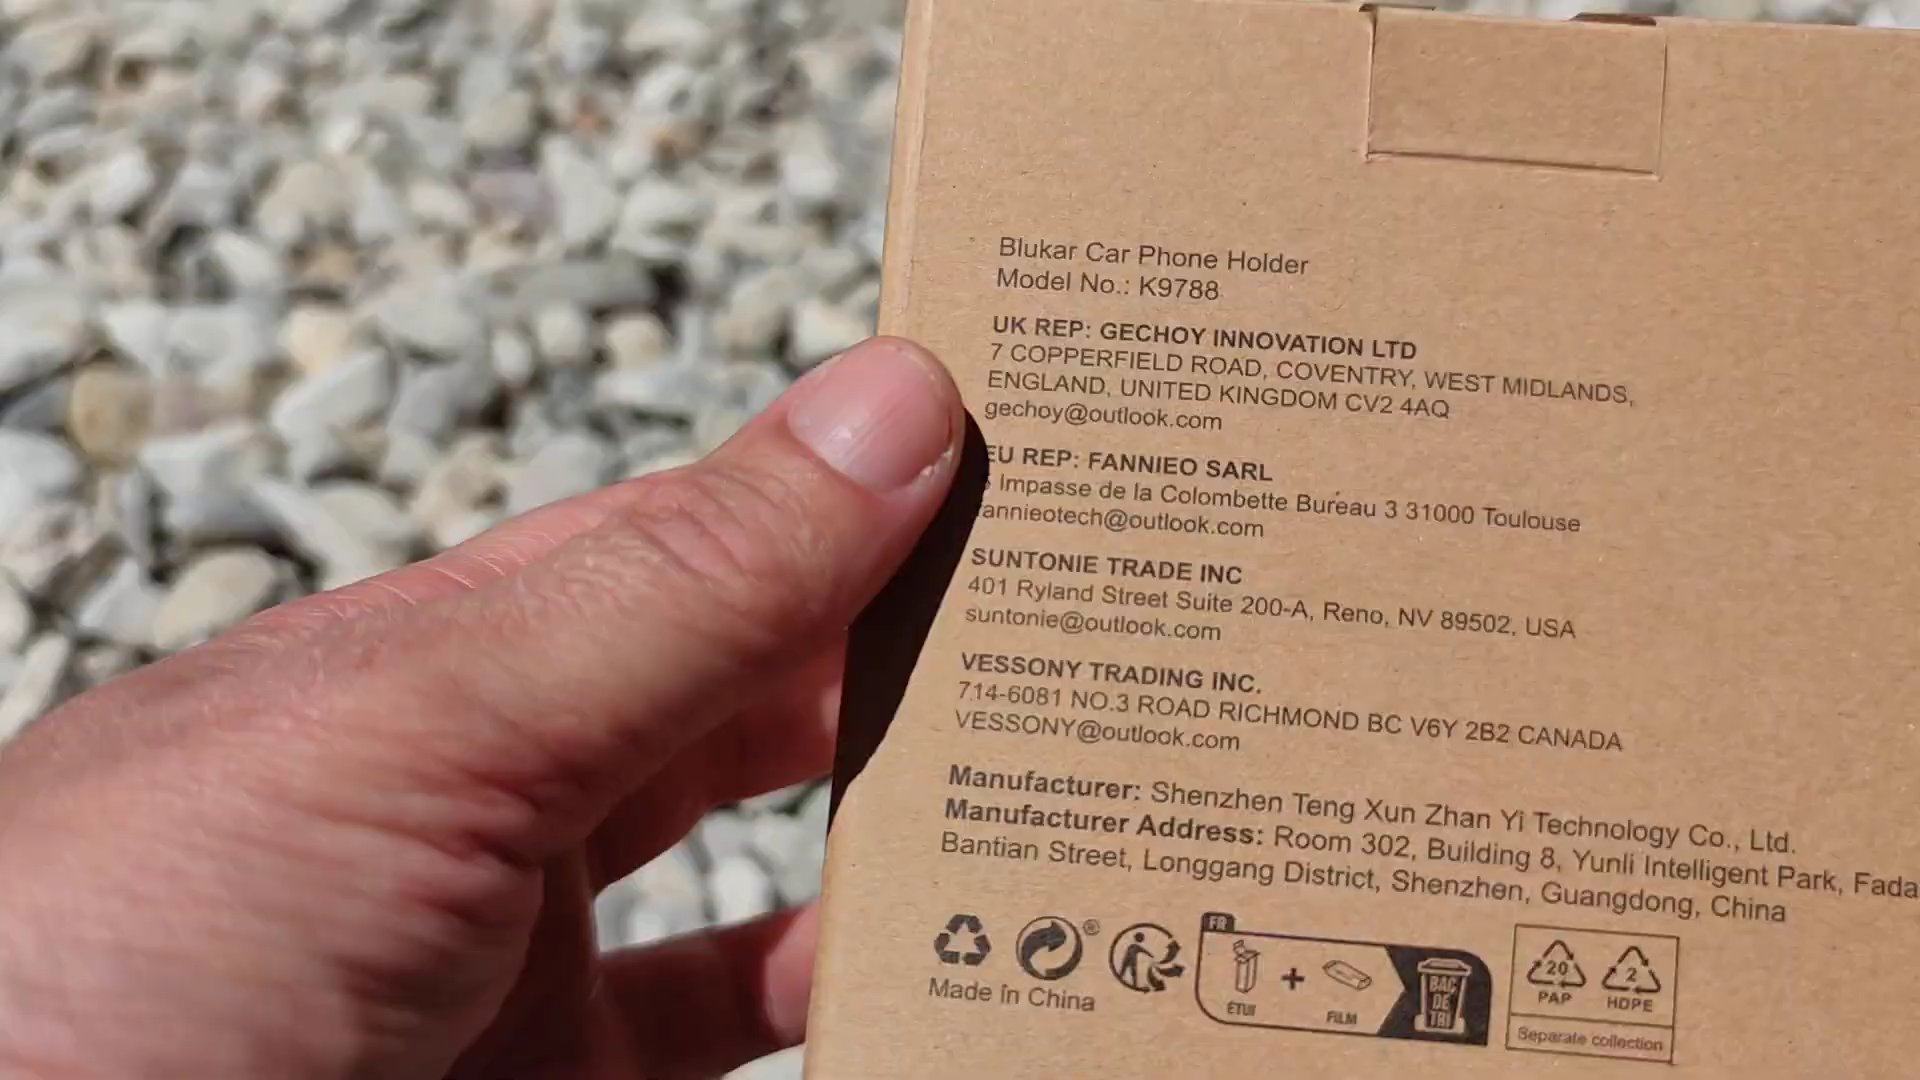 Blukar Car Phone Holder
Model No.: K9788
UK REP: GECHOY INNOVATION LTD
7 COPPERFIELD ROAD, COVENTRY, WEST MIDLANDS,
ENGLAND, UNITED KINGDOM CV2 4AQ
gechoy@outlook.com
EU REP: FANNIEO SARL
Impasse de la Colombette Bureau 3 31000 Toulouse
fannieotech@outlook.com
SUNTONIE TRADE INC
401 Ryland Street Suite 200-A, Reno, NV 89502, USA
suntonie@outlook.com
VESSONY TRADING INC.
714-6081 NO.3 ROAD RICHMOND BC V6Y 2B2 CANADA
VESSONY@outlook.com
Manufacturer: Shenzhen Teng Xun Zhan Yi Technology Co., Ltd.
Manufacturer Address: Room 302, Building 8, Yunli Intelligent Park, Fada
Bantian Street, Longgang District, Shenzhen, Guangdong, China
®
Made in China
FR
ÉTUI
+
FILM
BAC
DE
TRI
20
PAP
2
HDPE
Separate collection